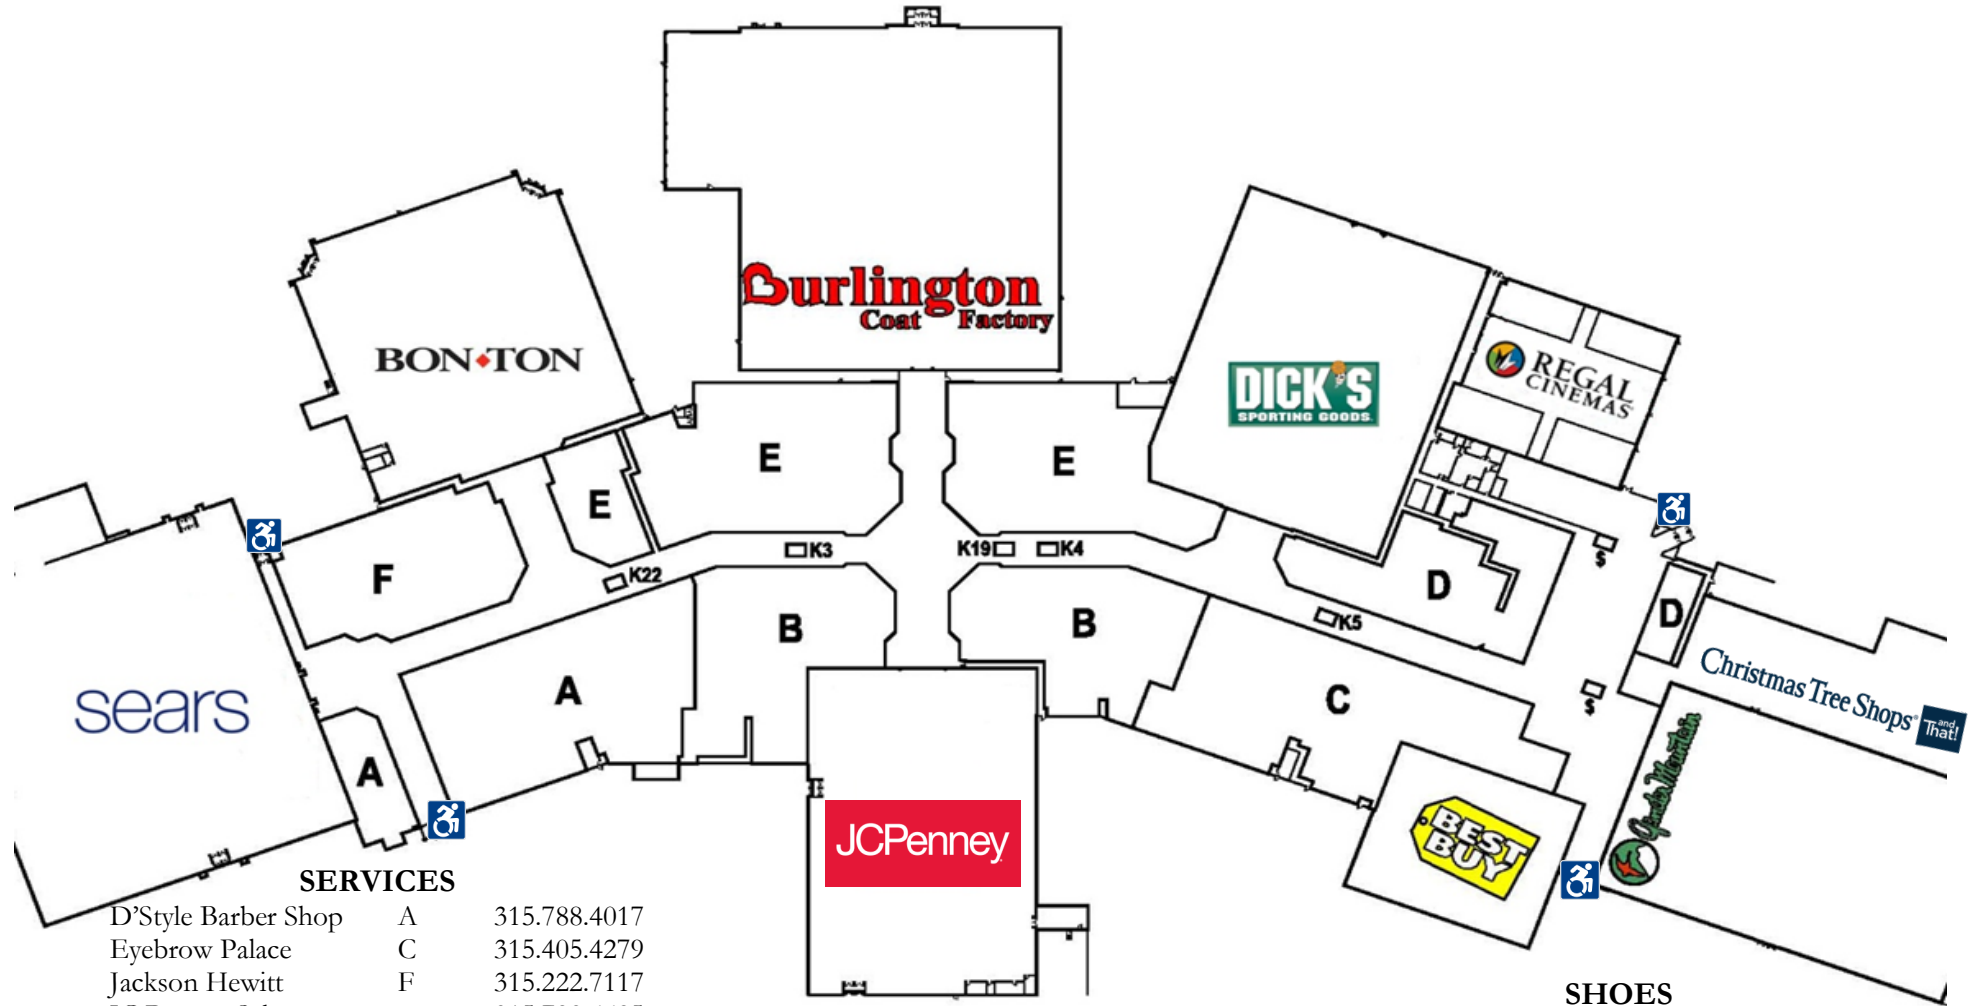 Burlington
Coat Factory
BON TON
DICK'S
SPORTING GOODS
REGAL
CINEMAS
E
E
E
K3
K19
K4
K22
F
D
$
D
K5
B
B
A
C
$
sears
A
Christmas Tree Shops
and
That!
Gander Mountain
BEST
BUY
JCPenney
SERVICES
D'Style Barber Shop A 315.788.4017
Eyebrow Palace C 315.405.4279
Jackson Hewitt F 315.222.7117
SHOES